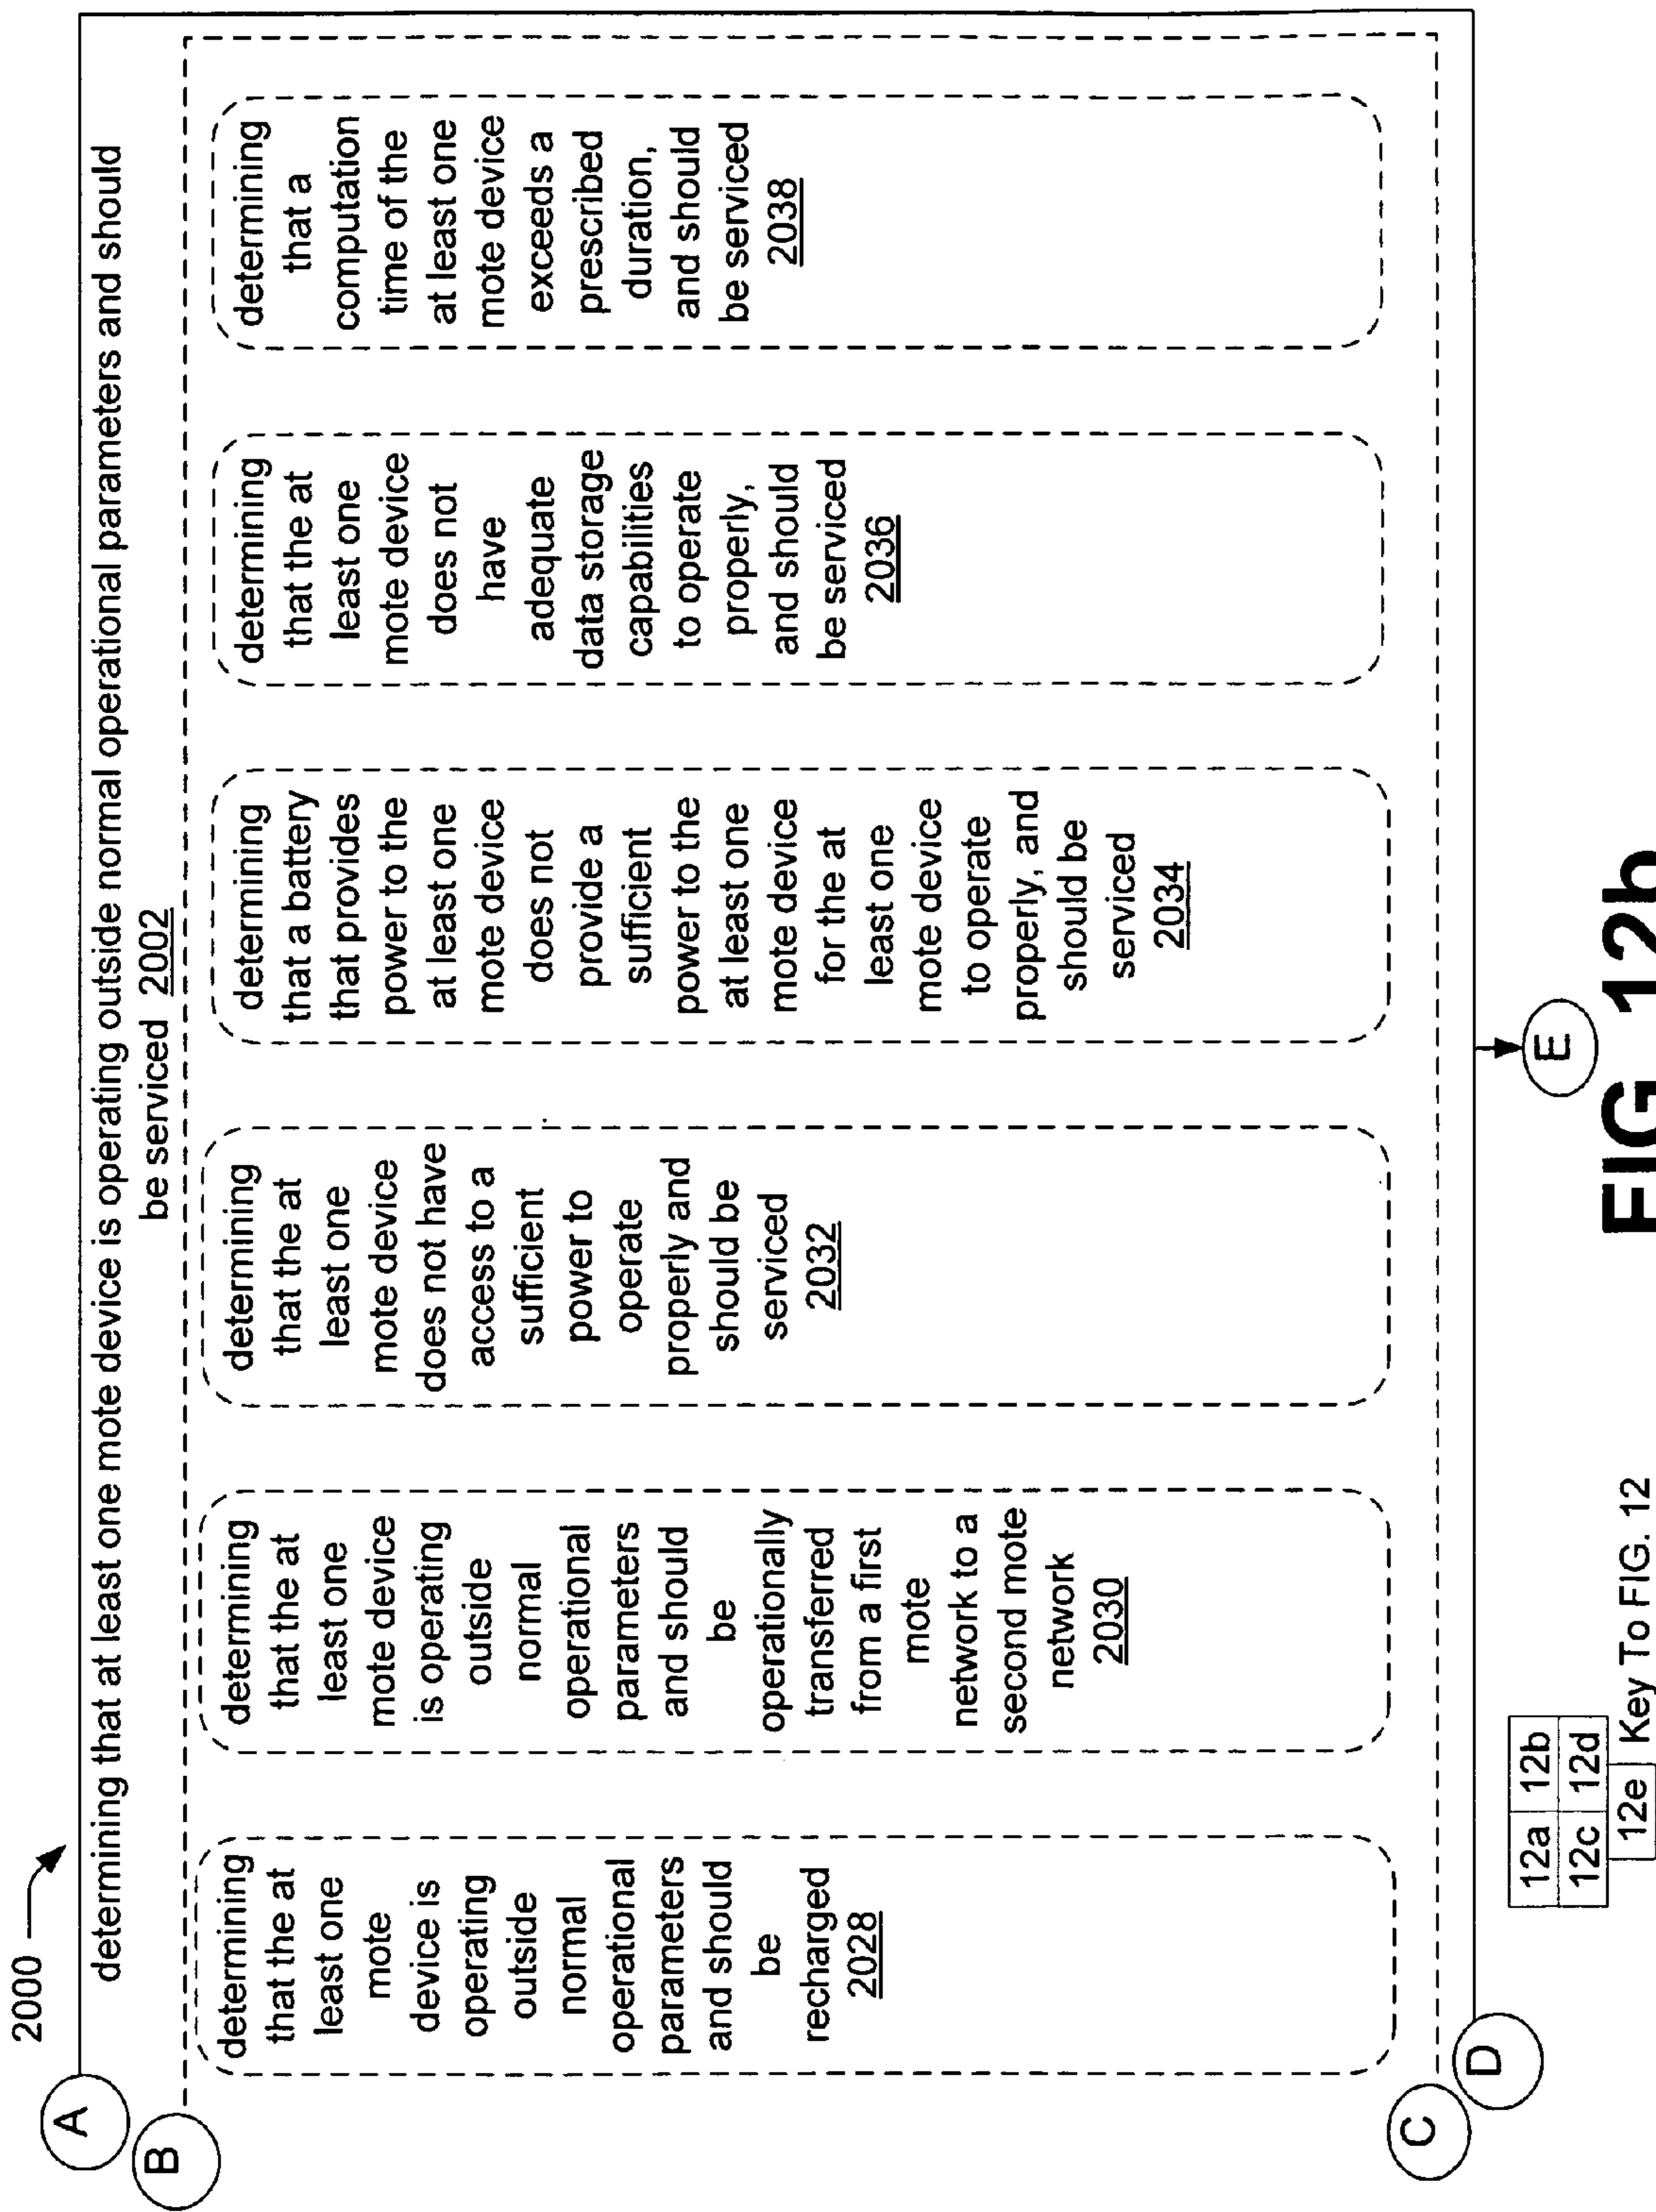 2000
A
B
determining that at least one mote device is operating outside normal operational parameters and should
be serviced 2002
determining
that the at
least one
mote
device is
operating
outside
normal
operational
parameters
and should
be
recharged
2028
determining
that the at
least one
mote device
is operating
outside
normal
operational
parameters
and should
be
operationally
transferred
from a first
mote
network to a
second mote
network
2030
determining
that the at
least one
mote device
does not have
access to a
sufficient
power to
operate
properly and
should be
serviced
2032
determining
that a battery
that provides
power to the
at least one
mote device
does not
provide a
sufficient
power to the
at least one
mote device
for the at
least one
mote device
to operate
properly, and
should be
serviced
2034
determining
that the at
least one
mote device
does not
have
adequate
data storage
capabilities
to operate
properly,
and should
be serviced
2036
determining
that a
computation
time of the
at least one
mote device
exceeds a
prescribed
duration,
and should
be serviced
2038
C
D
E
12a 12b
12c 12d
12e Key To FIG. 12
FIG 12b